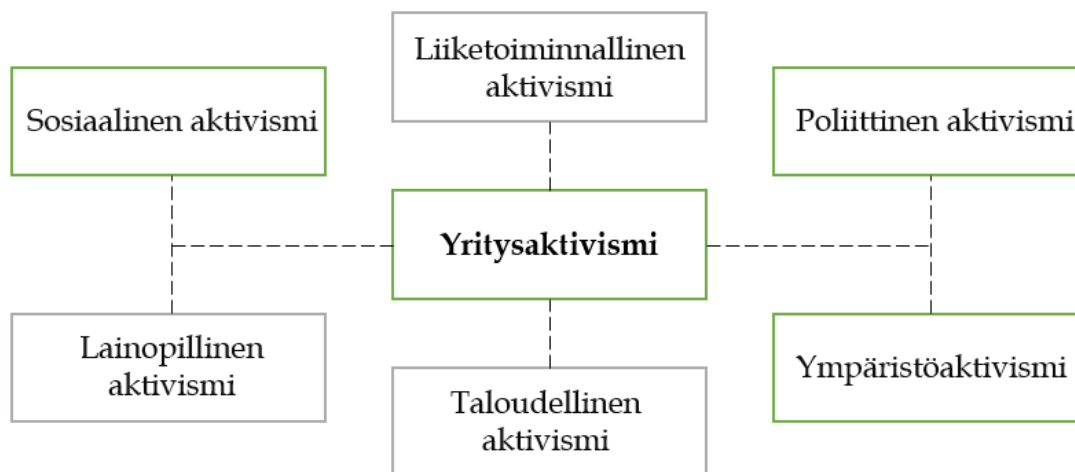 Liiketoiminnallinen
aktivismi
Sosiaalinen aktivismi
Poliittinen aktivismi
Yritysaktivismi
Lainopillinen
aktivismi
Ympäristöaktivismi
Taloudellinen
aktivismi